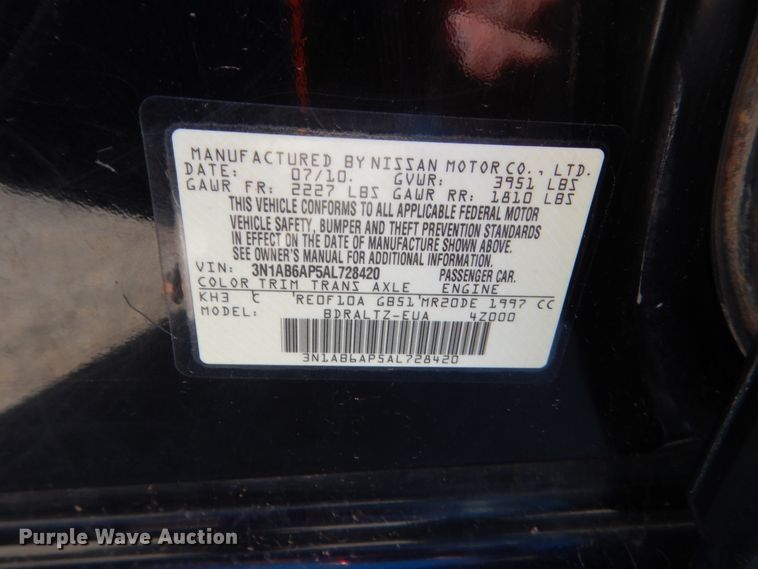 MANUFACTURED BY NISSAN MOTOR CO., LTD.
DATE: 07/10. GVWR: 3951 LBS
GAWR FR: 2227 LBS GAWR RR: 1810 LBS
THIS VEHICLE CONFORMS TO ALL APPLICABLE FEDERAL MOTOR
VEHICLE SAFETY, BUMPER AND THEFT PREVENTION STANDARDS
IN EFFECT ON THE DATE OF MANUFACTURE SHOWN ABOVE.
SEE OWNER'S MANUAL FOR ADDITIONAL INFORMATION.
VIN: 3N1AB6AP5AL728420 PASSENGER CAR.
COLOR TRIM TRANS AXLE ENGINE
KH3 C RE0F10A GB51 MR20DE 1997 CC
MODEL: BDRALTZ-EUA 4Z000
3N1AB6AP5AL728420
Purple Wave Auction